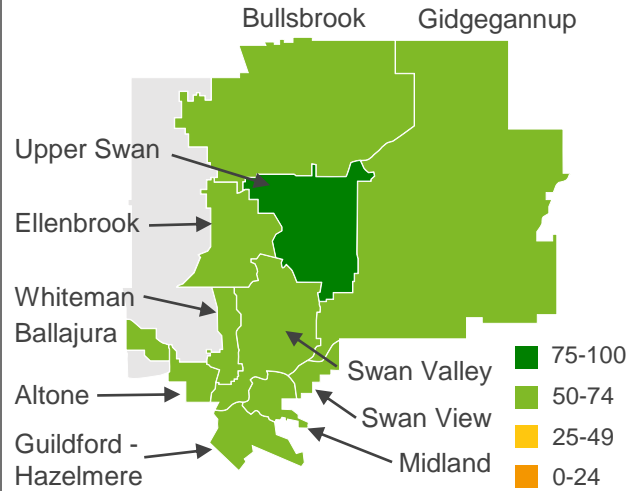 Bullsbrook
Gidgegannup
Upper Swan
Ellenbrook
Whiteman
Ballajura
Altone
Guildford -
Hazelmere
Swan Valley
Swan View
Midland
75-100
50-74
25-49
0-24